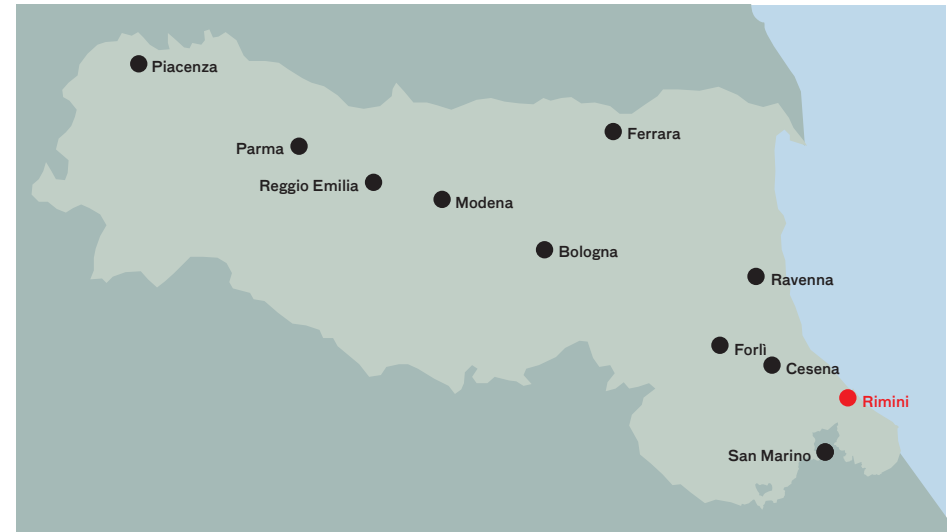 Piacenza
Ferrara
Parma
Reggio Emilia
Modena
Bologna
Ravenna
Forlì
Cesena
Rimini
San Marino